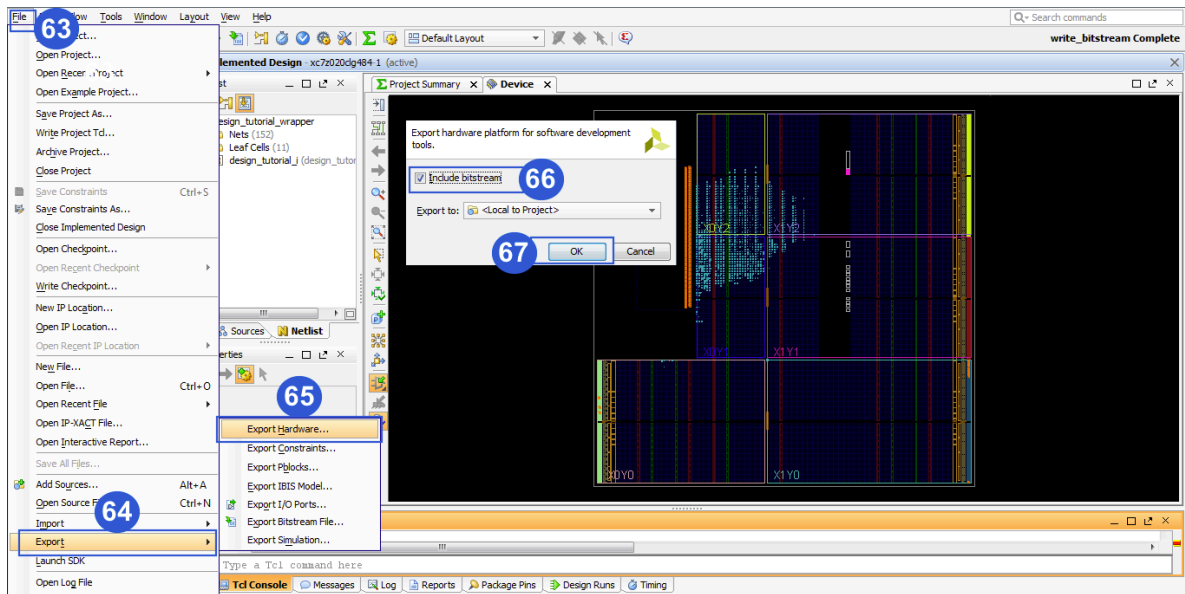 File
Tools Window Layout View Help
Search commands
63
Default Layout
write_bitstream Complete
Open Project...
Open Example Project...
Save Project As...
Write Project Tcl...
Archive Project...
Close Project
Save Constraints Ctrl+S
Save Constraints As...
Close Implemented Design
Open Checkpoint...
Open Recent Checkpoint
Write Checkpoint...
New IP Location...
Open IP Location...
Open Recent IP Location
New File...
Open File... Ctrl+O
Open Recent File
Open IP-XACT File...
Open Interactive Report...
Save All Files...
Add Sources... Alt+A
Open Source Ctrl+N
64
Import
Export
Launch SDK
Open Log File
65
Export Hardware...
Export Constraints...
Export Pblocks...
Export IBIS Model...
Export I/O Ports...
Export Bitstream File...
Export Simulation...
lemented Design - xc7z020clg484-1 (active)
esign_tutorial_wrapper
Nets (152)
Leaf Cells (11)
design_tutorial_i (design_tutor
Sources Netlist
erties
Project Summary Device
Export hardware platform for software development
tools.
Include bitstream
66
Export to: <Local to Project>
67
OK Cancel
X0Y2 X1Y2
X0Y1 X1Y1
X0Y0 X1Y0
Type a Tcl command here
Tcl Console Messages Log Reports Package Pins Design Runs Timing